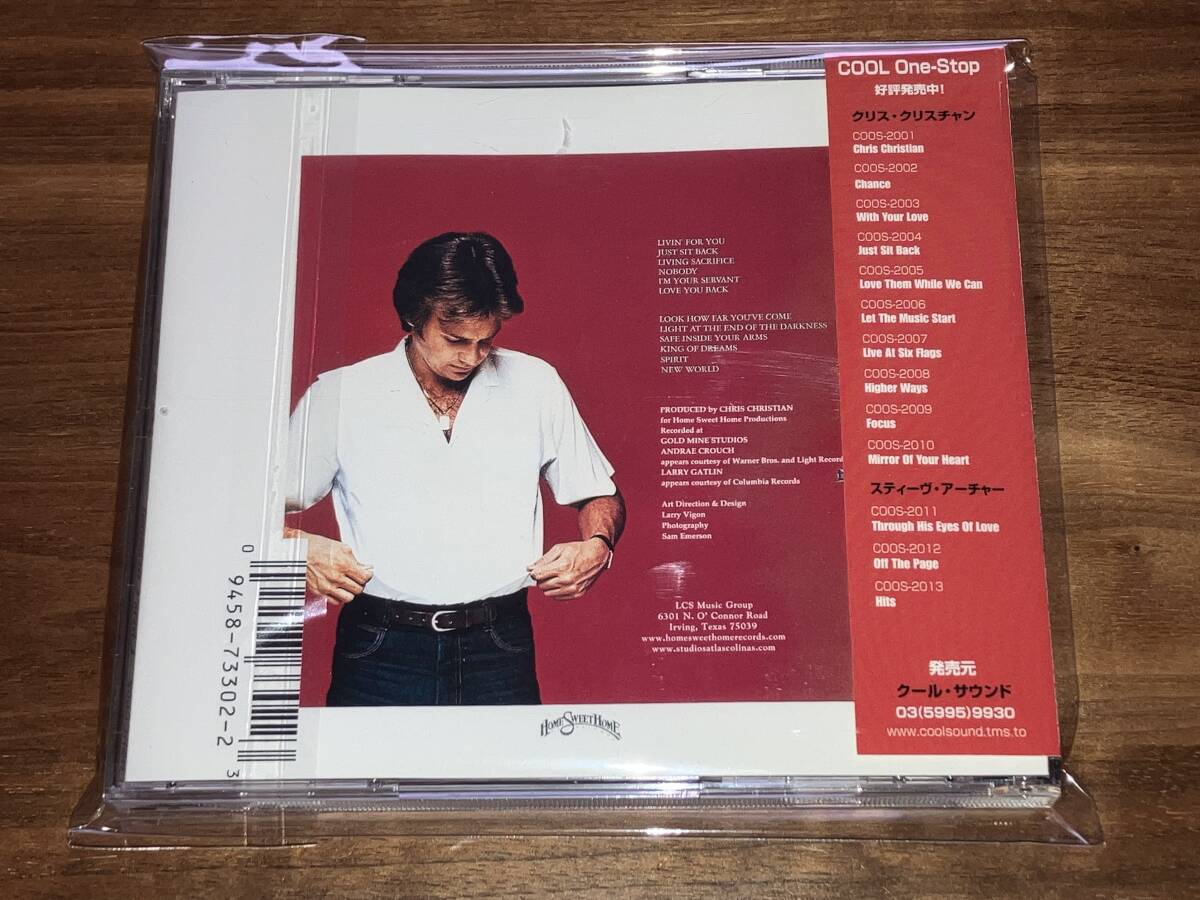 LIVIN' FOR YOU
JUST SIT BACK
LIVING SACRIFICE
NOBODY
I'M YOUR SERVANT
LOVE YOU BACK
LOOK HOW FAR YOU'VE COME
LIGHT AT THE END OF THE DARKNESS
SAFE INSIDE YOUR ARMS
KING OF DREAMS
SPIRIT
NEW WORLD
PRODUCED by CHRIS CHRISTIAN
for Home Sweet Home Productions
Recorded at
GOLD MINE STUDIOS
ANDRAE CROUCH
appears courtesy of Warner Bros. and Light Record
LARRY GATLIN
appears courtesy of Columbia Records
Art Direction & Design
Larry Vigon
Photography
Sam Emerson
LCS Music Group
6301 N. O' Connor Road
Irving, Texas 75039
www.homesweethomerecords.com
www.studiosatlascolinas.com
HOME SWEET HOME
0 9458-73302-2 3
COOL One-Stop
好評発売中!
クリス・クリスチャン
COOS-2001
Chris Christian
COOS-2002
Chance
COOS-2003
With Your Love
COOS-2004
Just Sit Back
COOS-2005
Love Them While We Can
COOS-2006
Let The Music Start
COOS-2007
Live At Six Flags
COOS-2008
Higher Ways
COOS-2009
Focus
COOS-2010
Mirror Of Your Heart
スティーヴ・アーチャー
COOS-2011
Through His Eyes Of Love
COOS-2012
Off The Page
COOS-2013
Hits
発売元
クール・サウンド
03(5995)9930
www.coolsound.tms.to